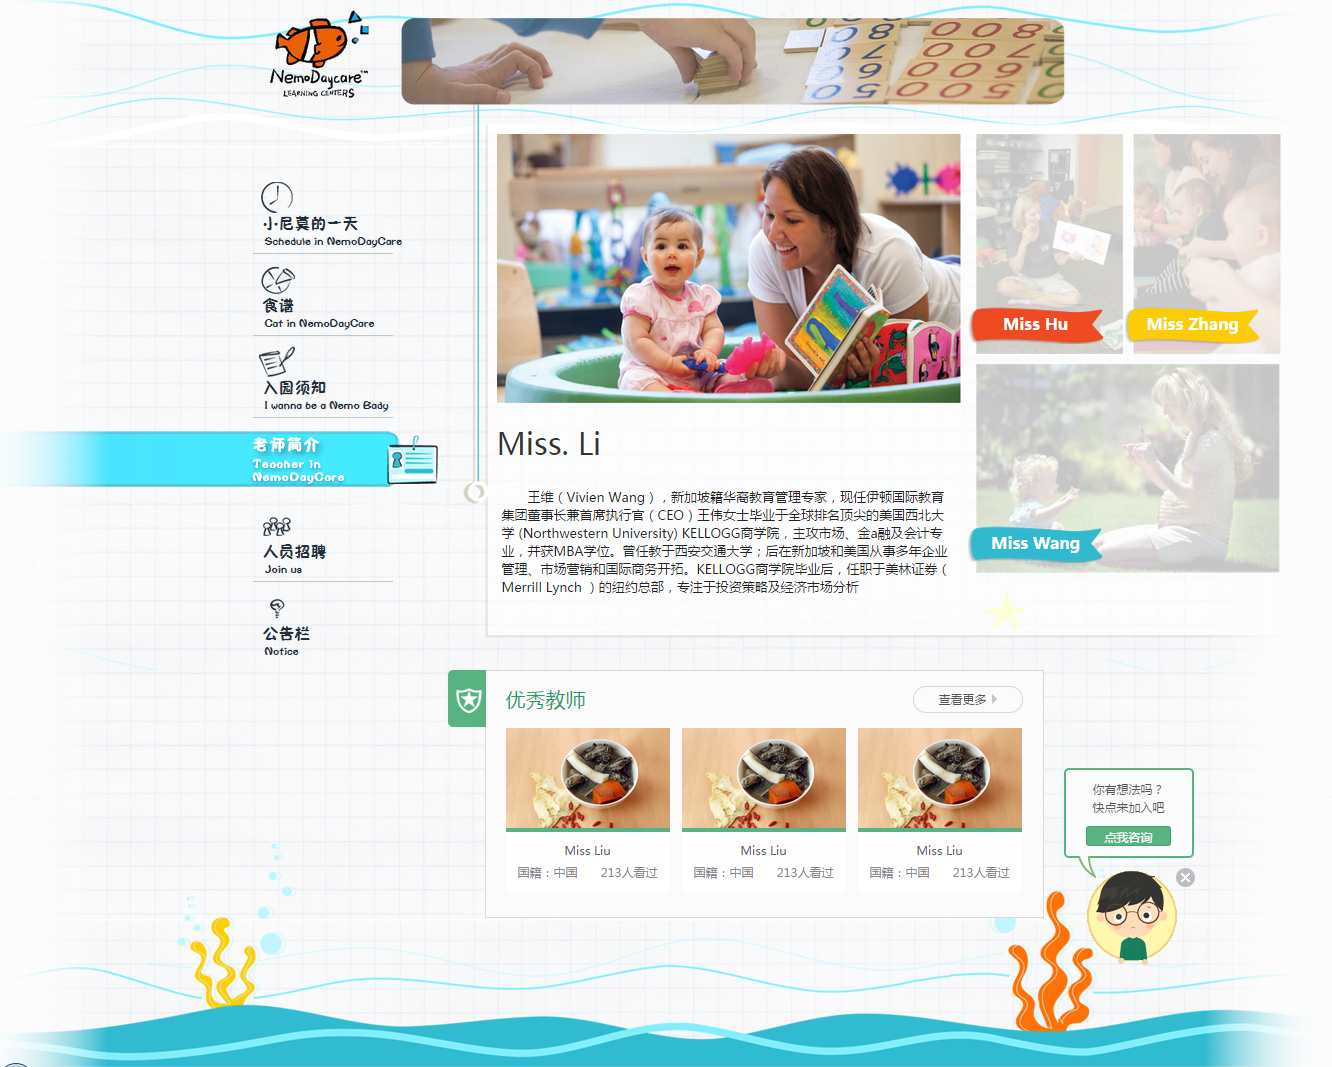 NemoDaycare™
LEARNING CENTERS
小尼莫的一天
Schedule in NemoDayCare
食谱
Cat in NemoDayCare
入园须知
I wanna be a Nemo Bady
老师简介
Teacher in
NemoDayCare
人员招聘
Join us
公告栏
Notice
Miss Hu
Miss Zhang
Miss Wang
Miss. Li
王维（Vivien Wang），新加坡籍华裔教育管理专家，现任伊顿国际教育
集团董事长兼首席执行官（CEO）王伟女士毕业于全球排名顶尖的美国西北大
学 (Northwestern University) KELLOGG商学院，主攻市场、金a融及会计专
业，并获MBA学位。曾任教于西安交通大学；后在新加坡和美国从事多年企业
管理、市场营销和国际商务开拓。KELLOGG商学院毕业后，任职于美林证券（
Merrill Lynch ）的纽约总部，专注于投资策略及经济市场分析
优秀教师
查看更多
Miss Liu
国籍：中国 213人看过
Miss Liu
国籍：中国 213人看过
Miss Liu
国籍：中国 213人看过
你有想法吗？
快点来加入吧
点我咨询